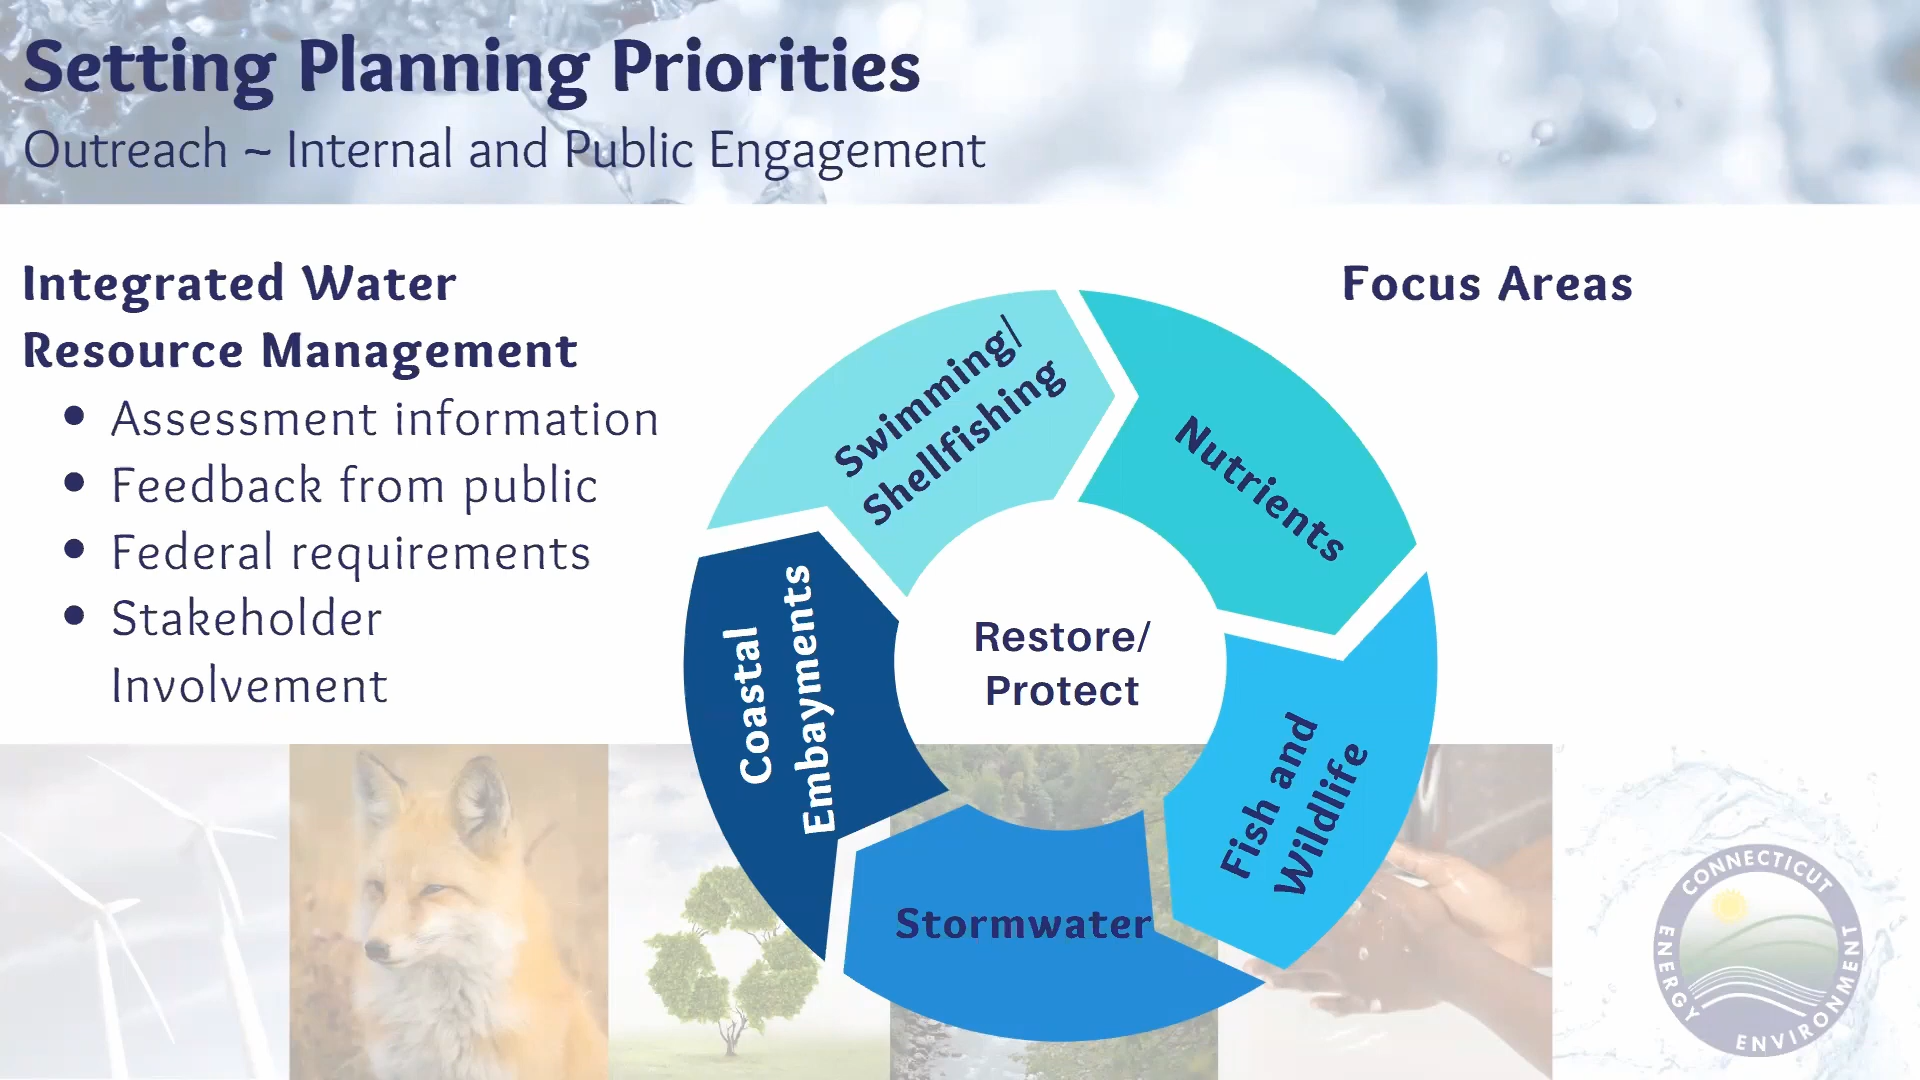 Setting Planning Priorities
Outreach ~ Internal and Public Engagement
Integrated Water
Resource Management
• Assessment information
• Feedback from public
• Federal requirements
• Stakeholder
Involvement
Focus Areas
Swimming/
Shellfishing
Nutrients
Fish and
Wildlife
Stormwater
Coastal
Embayments
Restore/
Protect
CONNECTICUT
ENERGY
ENVIRONMENT